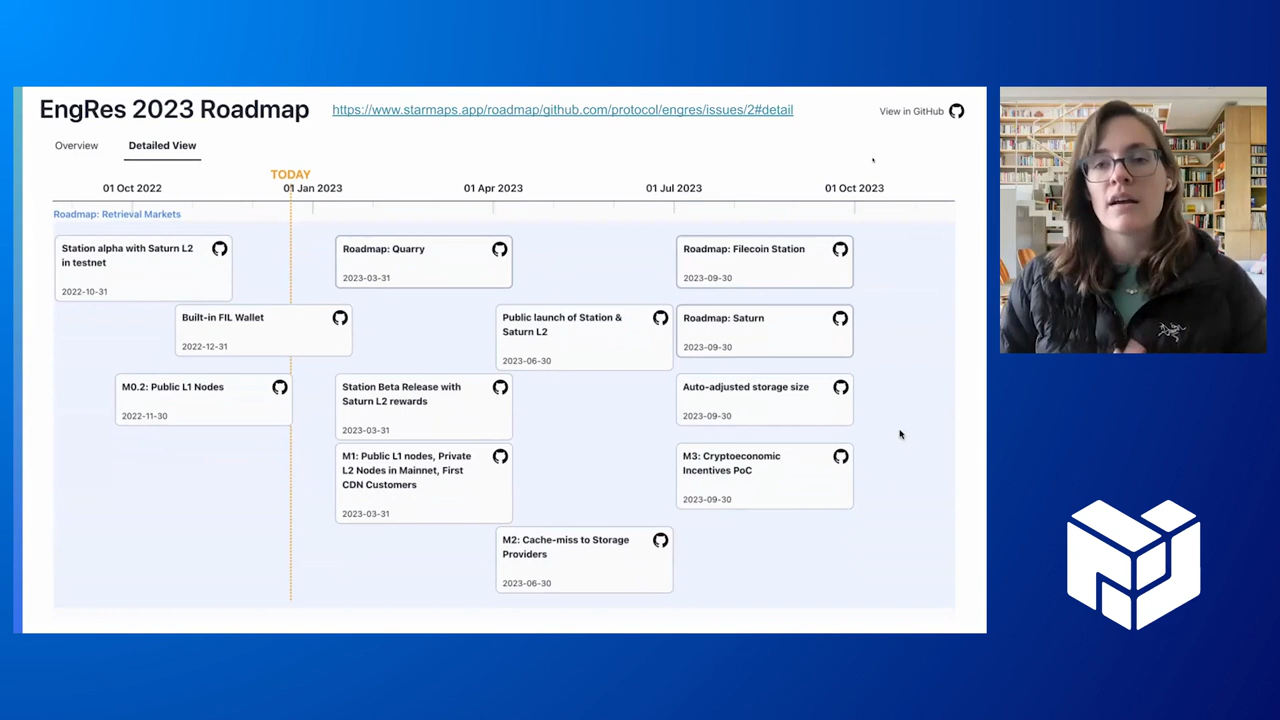 EngRes 2023 Roadmap
https://www.starmaps.app/roadmap/github.com/protocol/engres/issues/2#detail
View in GitHub
Overview
Detailed View
TODAY
01 Oct 2022
01 Jan 2023
01 Apr 2023
01 Jul 2023
01 Oct 2023
Roadmap: Retrieval Markets
Station alpha with Saturn L2
in testnet
2022-10-31
Roadmap: Quarry
2023-03-31
Roadmap: Filecoin Station
2023-09-30
Built-in FIL Wallet
2022-12-31
Public launch of Station &
Saturn L2
2023-06-30
Roadmap: Saturn
2023-09-30
M0.2: Public L1 Nodes
2022-11-30
Station Beta Release with
Saturn L2 rewards
2023-03-31
Auto-adjusted storage size
2023-09-30
M1: Public L1 nodes, Private
L2 Nodes in Mainnet, First
CDN Customers
2023-03-31
M3: Cryptoeconomic
Incentives PoC
2023-09-30
M2: Cache-miss to Storage
Providers
2023-06-30